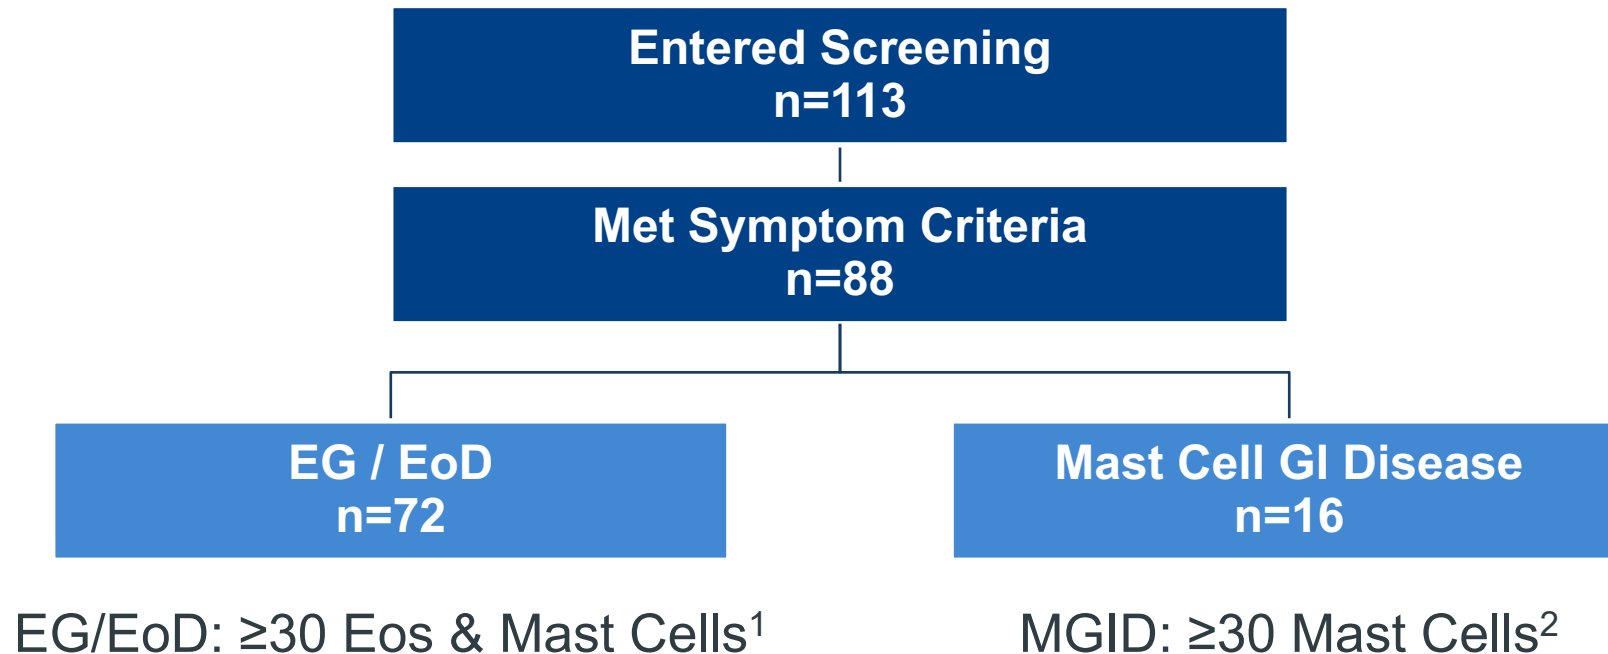 Entered Screening
n=113
Met Symptom Criteria
n=88
EG / EoD
n=72
Mast Cell GI Disease
n=16
EG/EoD: ≥30 Eos & Mast Cells¹
MGID: ≥30 Mast Cells²